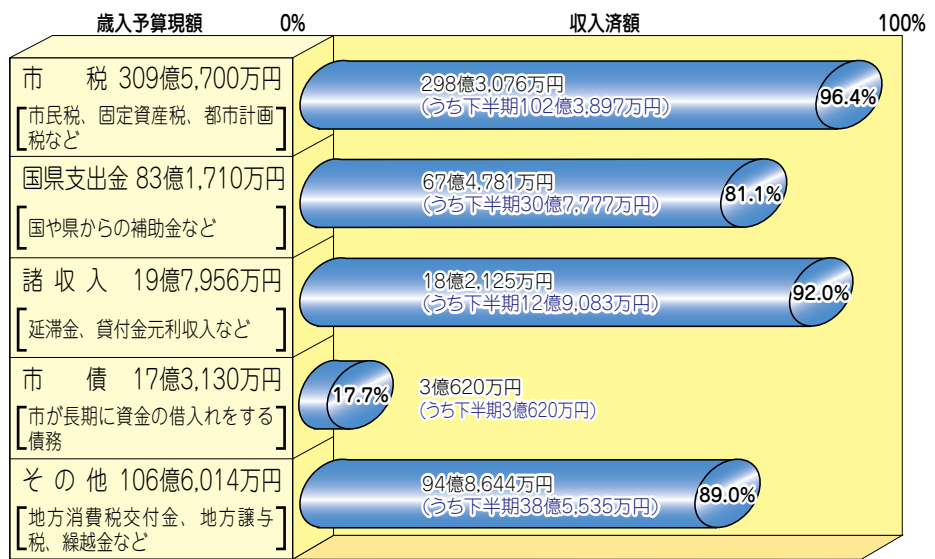 歳入予算現額 0% 収入済額 100%
市税 309億5,700万円
市民税、固定資産税、都市計画
税など
298億3,076万円
(うち下半期102億3,897万円)
96.4%
国県支出金 83億1,710万円
国や県からの補助金など
67億4,781万円
(うち下半期30億7,777万円)
81.1%
諸収入 19億7,956万円
延滞金、貸付金元利収入など
18億2,125万円
(うち下半期12億9,083万円)
92.0%
市債 17億3,130万円
市が長期に資金の借入れをする
債務
17.7%
3億620万円
(うち下半期3億620万円)
その他 106億6,014万円
地方消費税交付金、地方譲与
税、繰越金など
94億8,644万円
(うち下半期38億5,535万円)
89.0%